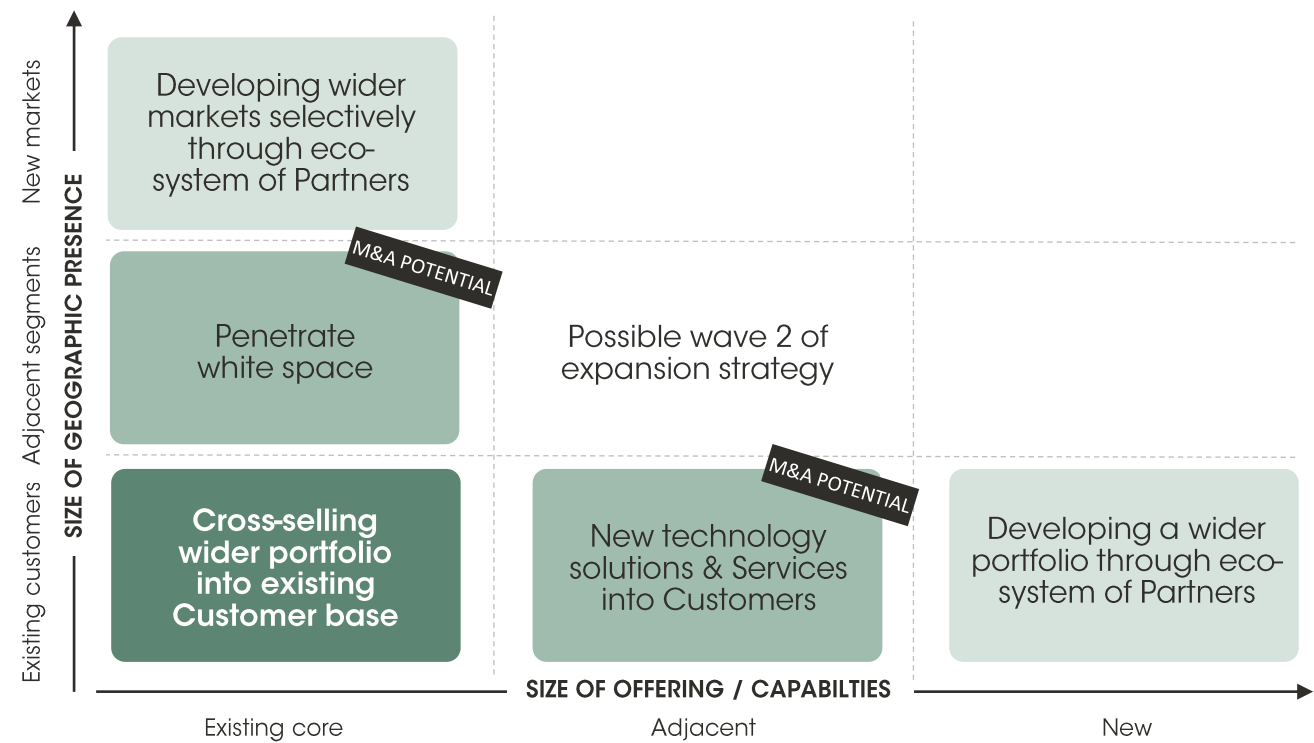 New markets
Adjacent segments
Existing customers
SIZE OF GEOGRAPHIC PRESENCE
Developing wider
markets selectively
through eco-
system of Partners
M&A POTENTIAL
Penetrate
white space
Possible wave 2 of
expansion strategy
M&A POTENTIAL
Cross-selling
wider portfolio
into existing
Customer base
New technology
solutions & Services
into Customers
Developing a wider
portfolio through eco-
system of Partners
SIZE OF OFFERING / CAPABILTIES
Existing core
Adjacent
New